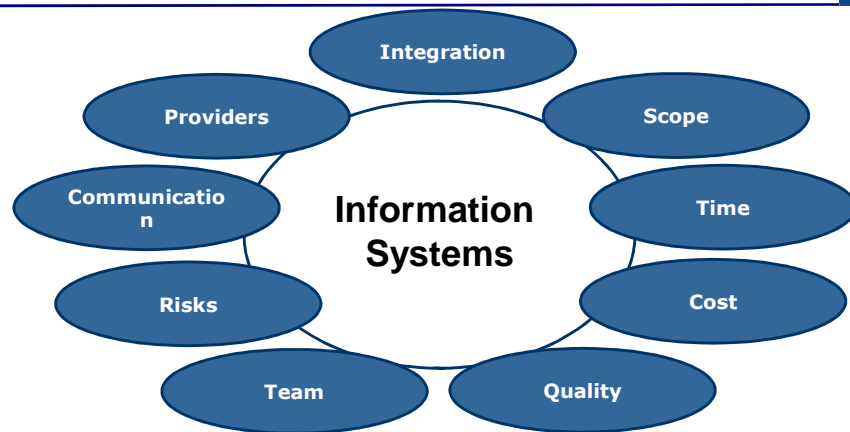 Integration
Providers
Scope
Communicatio
n
Information
Systems
Time
Risks
Cost
Team
Quality